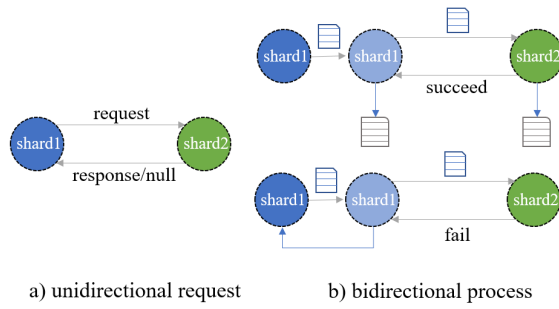 shard1
request
response/null
shard2
a) unidirectional request
shard1
shard1
succeed
shard2
shard1
shard1
fail
shard2
b) bidirectional process